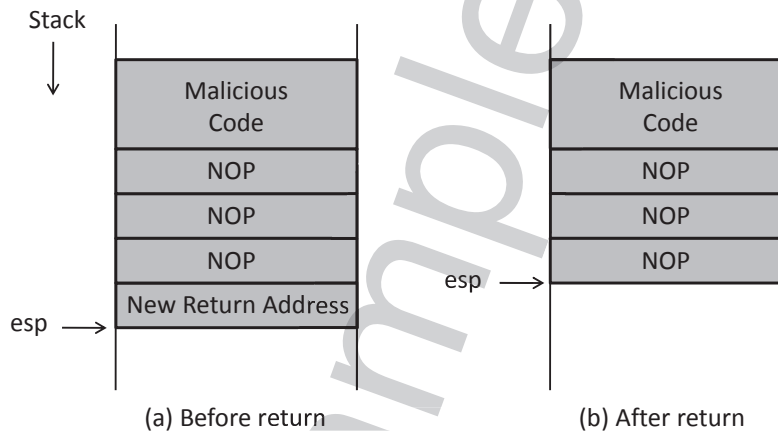 Stack
Malicious
Code
NOP
NOP
NOP
New Return Address
esp
(a) Before return
Malicious
Code
NOP
NOP
NOP
esp
(b) After return